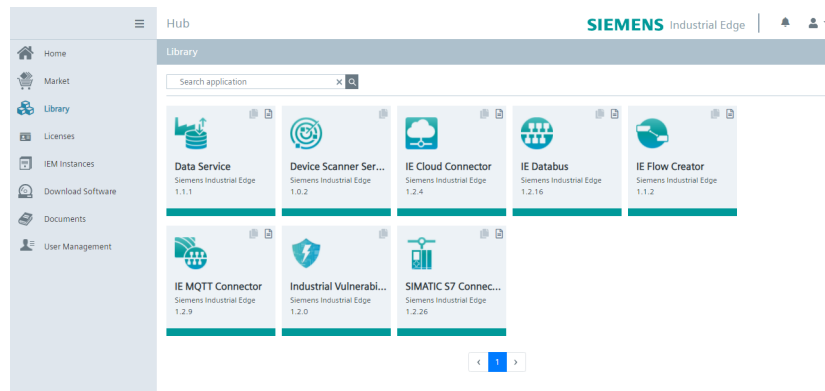 Hub
SIEMENS Industrial Edge
Home
Market
Library
Licenses
IEM Instances
Download Software
Documents
User Management
Library
Search application
Data Service
Siemens Industrial Edge
1.1.1
Device Scanner Ser...
Siemens Industrial Edge
1.0.2
IE Cloud Connector
Siemens Industrial Edge
1.2.4
IE Databus
Siemens Industrial Edge
1.2.16
IE Flow Creator
Siemens Industrial Edge
1.1.2
IE MQTT Connector
Siemens Industrial Edge
1.2.9
Industrial Vulnerabi...
Siemens Industrial Edge
1.2.0
SIMATIC S7 Connec...
Siemens Industrial Edge
1.2.26
1